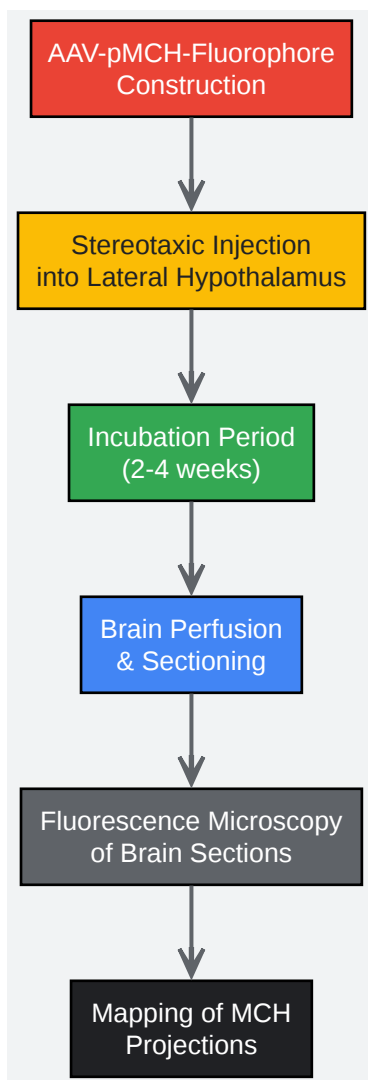 AAV-pMCH-Fluorophore
Construction
Stereotaxic Injection
into Lateral Hypothalamus
Incubation Period
(2-4 weeks)
Brain Perfusion
& Sectioning
Fluorescence Microscopy
of Brain Sections
Mapping of MCH
Projections